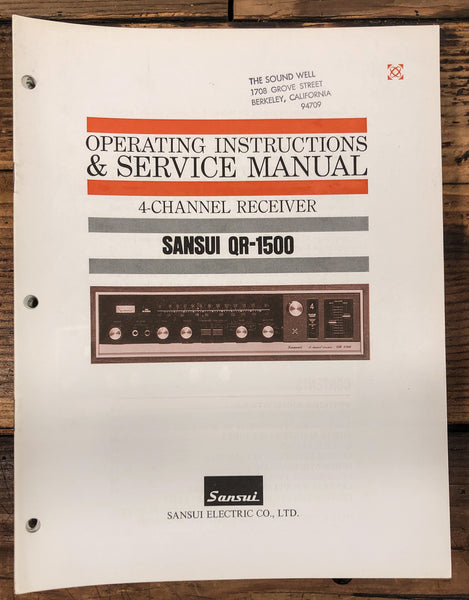 THE SOUND WELL
1708 GROVE STREET
BERKELEY, CALIFORNIA
94709
OPERATING INSTRUCTIONS
& SERVICE MANUAL
4-CHANNEL RECEIVER
SANSUI QR-1500
4
Sansui
SANSUI ELECTRIC CO., LTD.